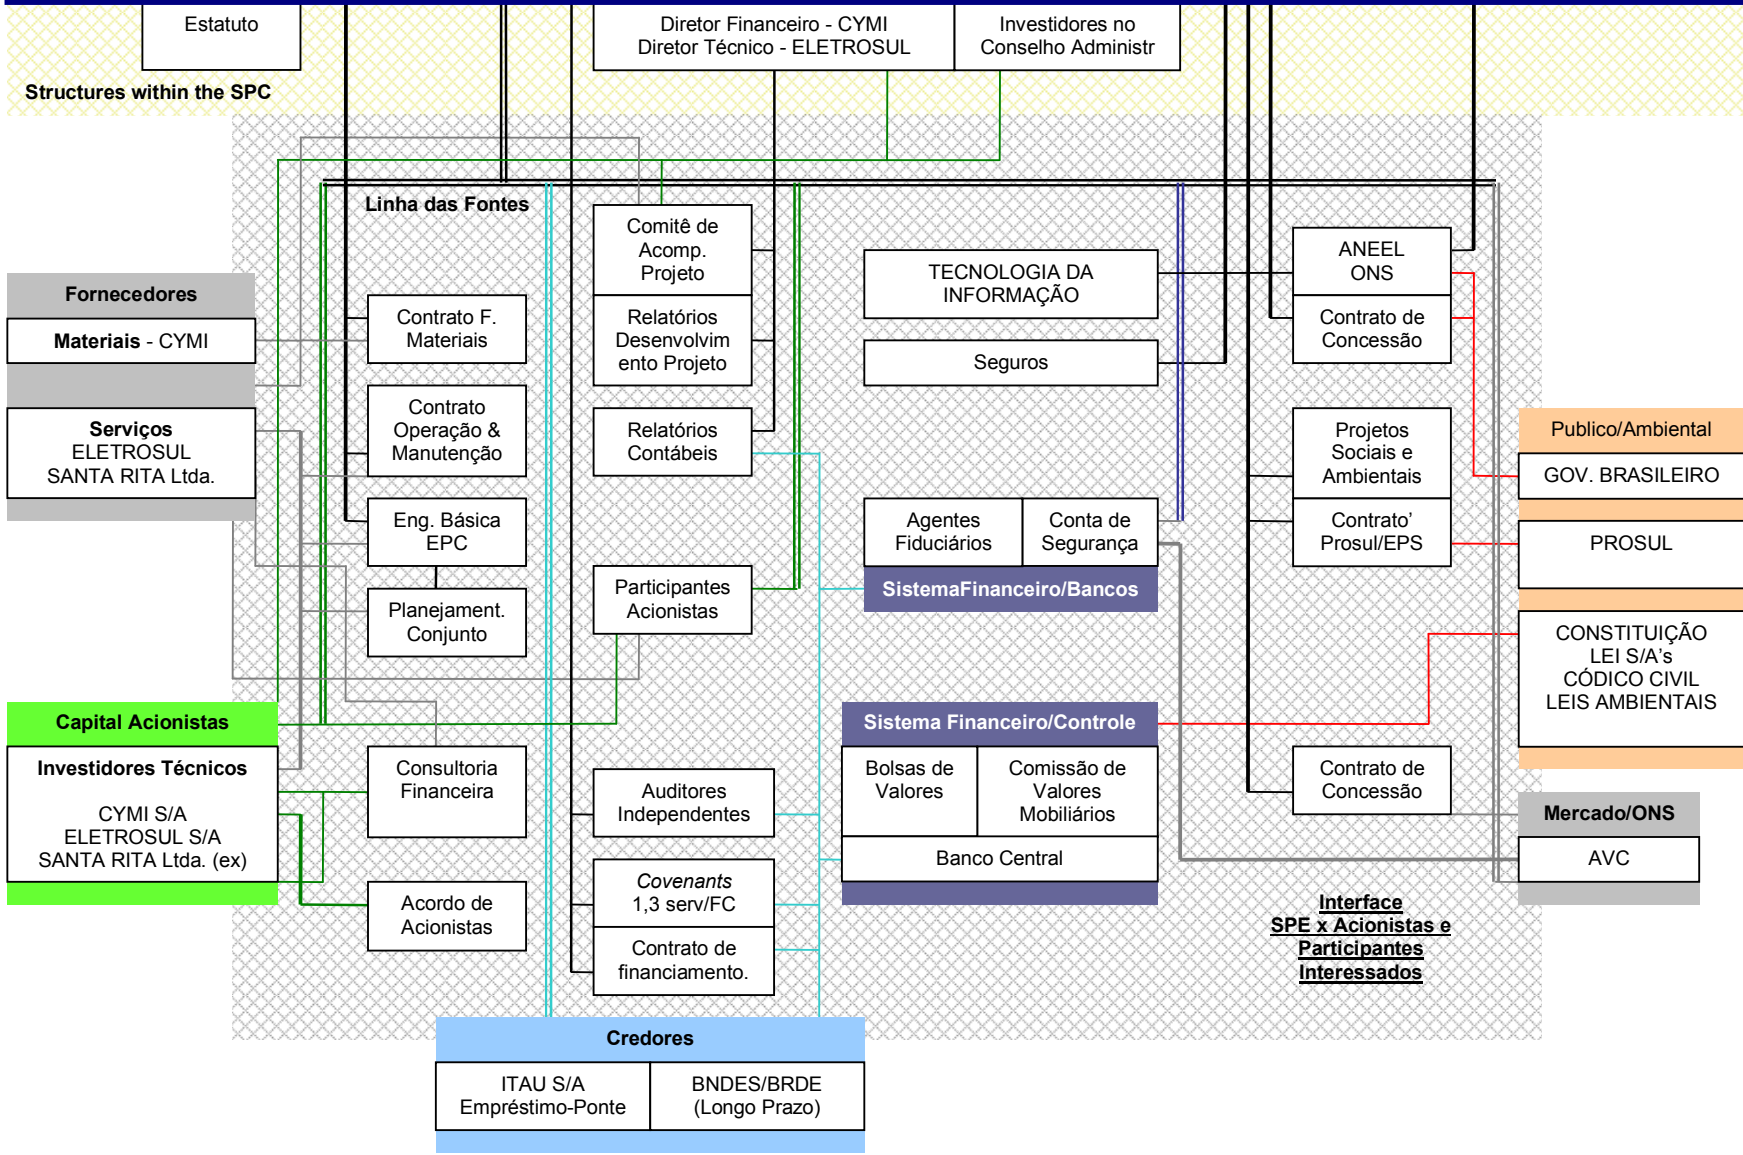 Estatuto
Diretor Financeiro - CYMI
Diretor Técnico - ELETROSUL
Investidores no
Conselho Administr
Structures within the SPC
Linha das Fontes
Fornecedores
Materiais - CYMI
Serviços
ELETROSUL
SANTA RITA Ltda.
Contrato F.
Materiais
Contrato
Operação &
Manutenção
Eng. Básica
EPC
Planejament.
Conjunto
Comitê de
Acomp.
Projeto
Relatórios
Desenvolvim
ento Projeto
Relatórios
Contábeis
Participantes
Acionistas
TECNOLOGIA DA
INFORMAÇÃO
Seguros
Agentes
Fiduciários
Conta de
Segurança
SistemaFinanceiro/Bancos
ANEEL
ONS
Contrato de
Concessão
Projetos
Sociais e
Ambientais
Contrato’
Prosul/EPS
Publico/Ambiental
GOV. BRASILEIRO
PROSUL
CONSTITUIÇÃO
LEI S/A’s
CÓDICO CIVIL
LEIS AMBIENTAIS
Capital Acionistas
Investidores Técnicos
CYMI S/A
ELETROSUL S/A
SANTA RITA Ltda. (ex)
Consultoria
Financeira
Acordo de
Acionistas
Auditores
Independentes
Covenants
1,3 serv/FC
Contrato de
financiamento.
Sistema Financeiro/Controle
Bolsas de
Valores
Comissão de
Valores
Mobiliários
Banco Central
Contrato de
Concessão
Mercado/ONS
AVC
Interface
SPE x Acionistas e
Participantes
Interessados
Credores
ITAU S/A
Empréstimo-Ponte
BNDES/BRDE
(Longo Prazo)